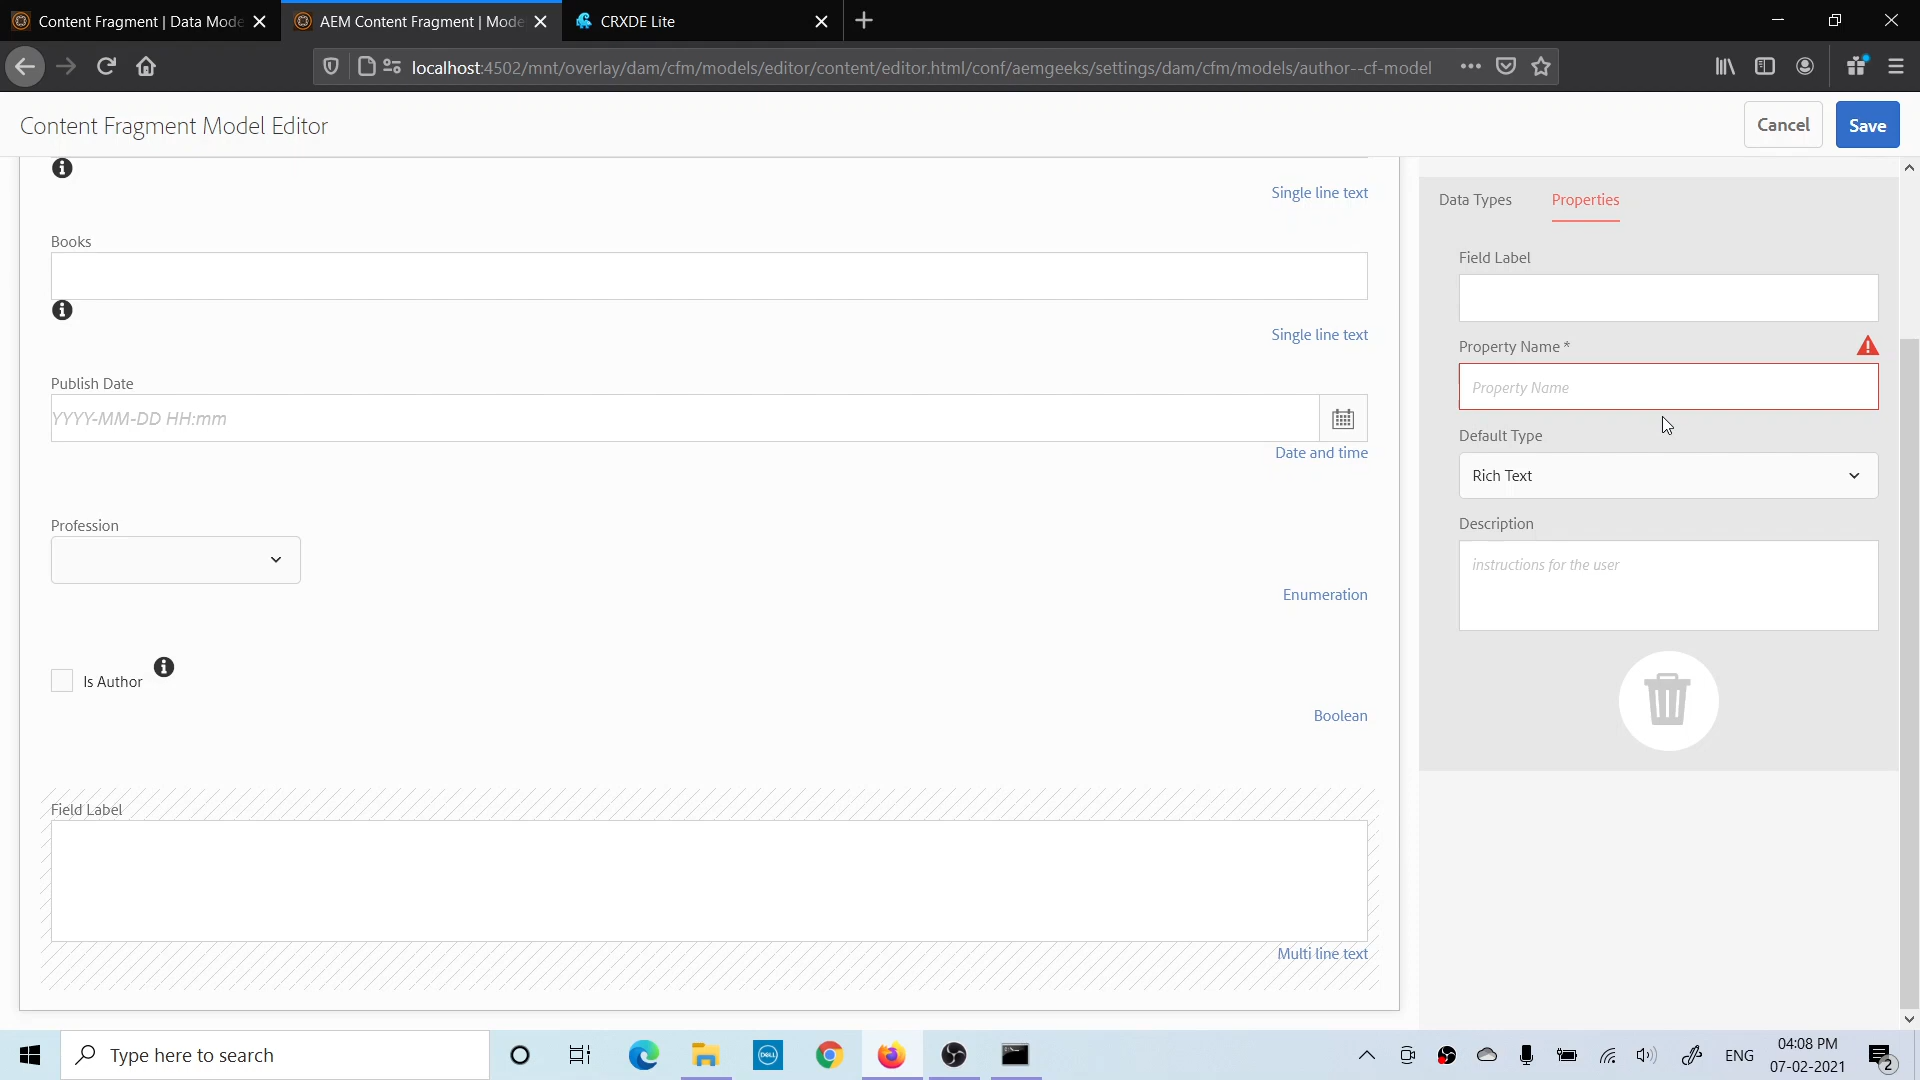 Content Fragment | Data Mode
AEM Content Fragment | Mode
CRXDE Lite
localhost:4502/mnt/overlay/dam/cfm/models/editor/content/editor.html/conf/aemgeeks/settings/dam/cfm/models/author--cf-model
Content Fragment Model Editor
Cancel
Save
Single line text
Books
Single line text
Publish Date
YYYY-MM-DD HH:mm
Date and time
Profession
Enumeration
Is Author
Boolean
Field Label
Multi line text
Data Types
Properties
Field Label
Property Name *
Property Name
Default Type
Rich Text
Description
instructions for the user
Type here to search
DELL
ENG
04:08 PM
07-02-2021
2